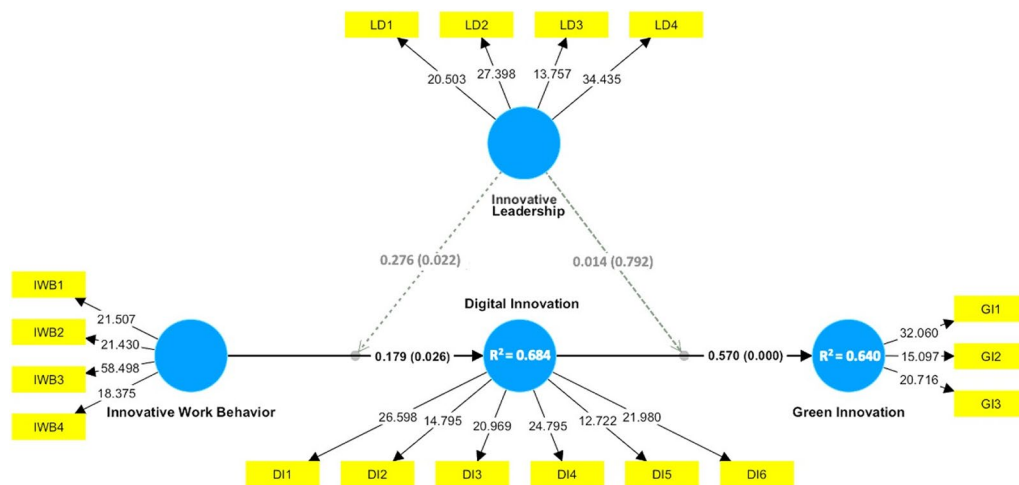 LD1 LD2 LD3 LD4
20.503 27.398 13.757 34.435
Innovative
Leadership
0.276 (0.022) 0.014 (0.792)
IWB1
IWB2
IWB3
IWB4
21.507
21.430
58.498
18.375
Innovative Work Behavior
0.179 (0.026)
Digital Innovation
R² = 0.684
0.570 (0.000)
R² = 0.640
Green Innovation
32.060
15.097
20.716
GI1
GI2
GI3
26.598 14.795 20.969 24.795 12.722 21.980
DI1 DI2 DI3 DI4 DI5 DI6